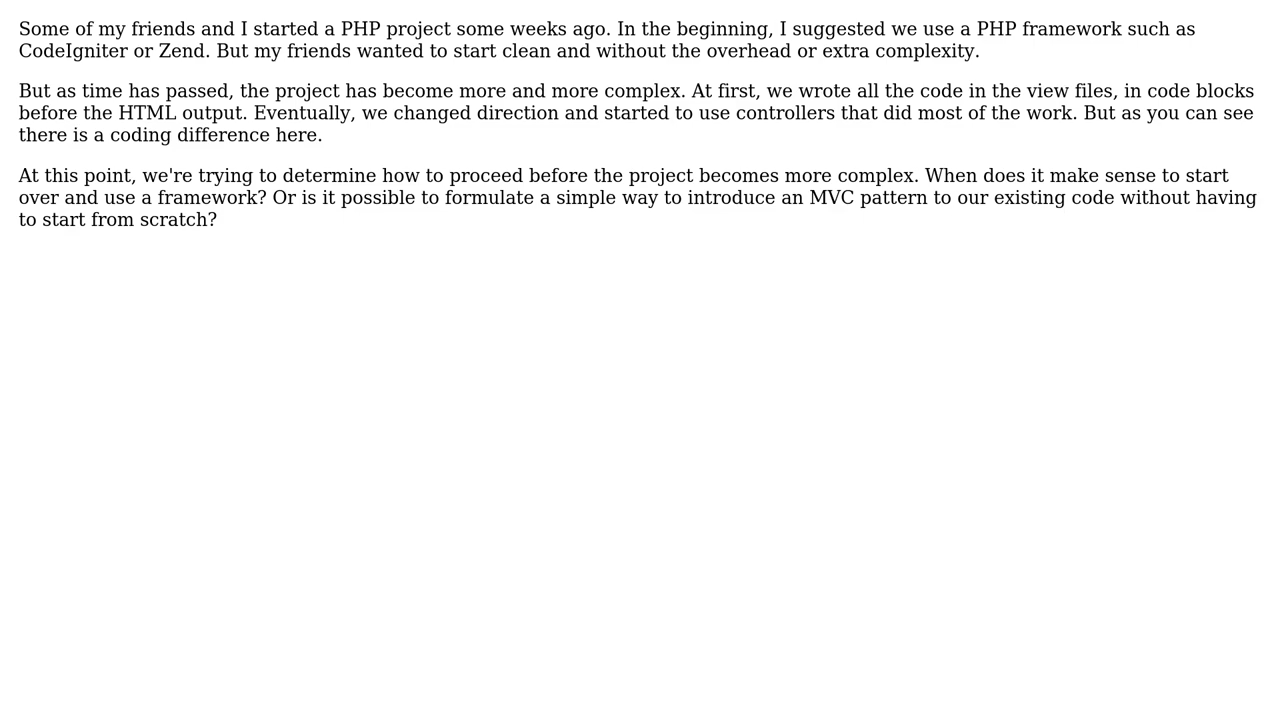 Some of my friends and I started a PHP project some weeks ago. In the beginning, I suggested we use a PHP framework such as
CodeIgniter or Zend. But my friends wanted to start clean and without the overhead or extra complexity.
But as time has passed, the project has become more and more complex. At first, we wrote all the code in the view files, in code blocks
before the HTML output. Eventually, we changed direction and started to use controllers that did most of the work. But as you can see
there is a coding difference here.
At this point, we're trying to determine how to proceed before the project becomes more complex. When does it make sense to start
over and use a framework? Or is it possible to formulate a simple way to introduce an MVC pattern to our existing code without having
to start from scratch?